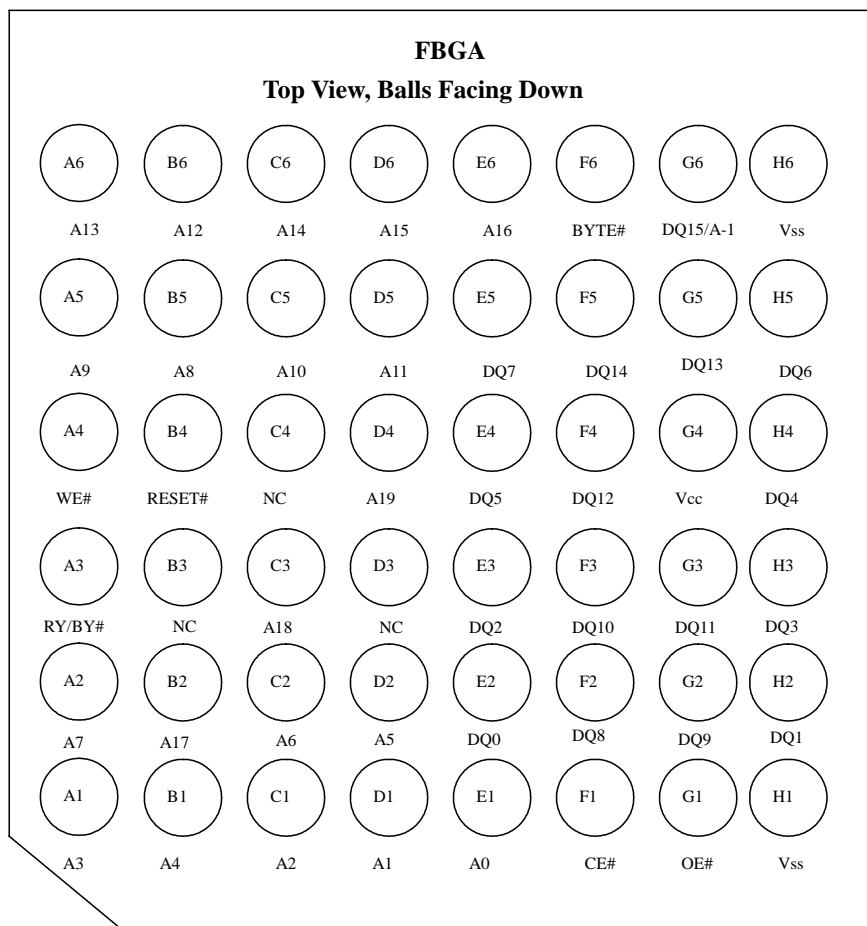 FBGA
Top View, Balls Facing Down
A6 B6 C6 D6 E6 F6 G6 H6
A13 A12 A14 A15 A16 BYTE# DQ15/A-1 Vss
A5 B5 C5 D5 E5 F5 G5 H5
A9 A8 A10 A11 DQ7 DQ14 DQ13 DQ6
A4 B4 C4 D4 E4 F4 G4 H4
WE# RESET# NC A19 DQ5 DQ12 Vcc DQ4
A3 B3 C3 D3 E3 F3 G3 H3
RY/BY# NC A18 NC DQ2 DQ10 DQ11 DQ3
A2 B2 C2 D2 E2 F2 G2 H2
A7 A17 A6 A5 DQ0 DQ8 DQ9 DQ1
A1 B1 C1 D1 E1 F1 G1 H1
A3 A4 A2 A1 A0 CE# OE# Vss